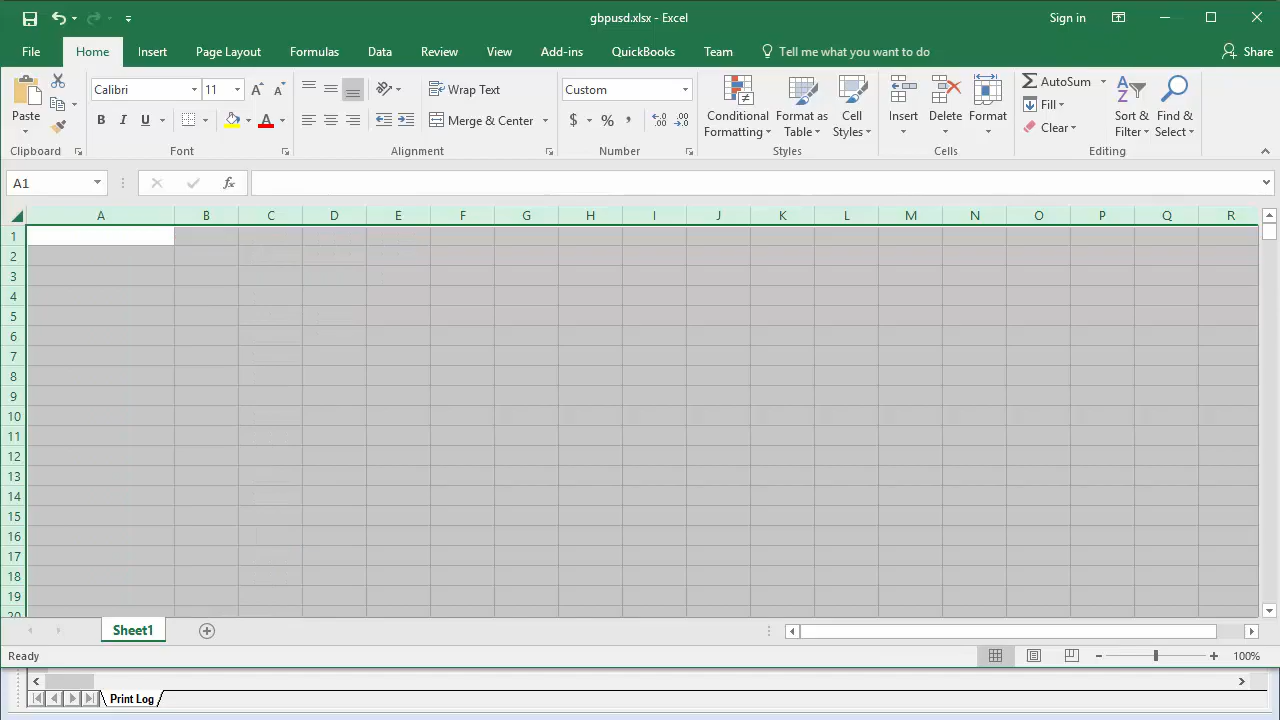 gbpusd.xlsx - Excel
Sign in
File Home Insert Page Layout Formulas Data Review View Add-ins QuickBooks Team Tell me what you to do Share
Calibri 11 Wrap Text Custom AutoSum
Paste B I U Merge & Center $ % , Conditional Formatting Format as Table Cell Styles Insert Delete Format Fill Clear Sort & Filter Find & Select
Clipboard Font Alignment Number Styles Cells Editing
A1 fx
A B C D E F G H I J K L M N O P Q R
1
2
3
4
5
6
7
8
9
10
11
12
13
14
15
16
17
18
19
20
Sheet1
Ready 100%
Print Log